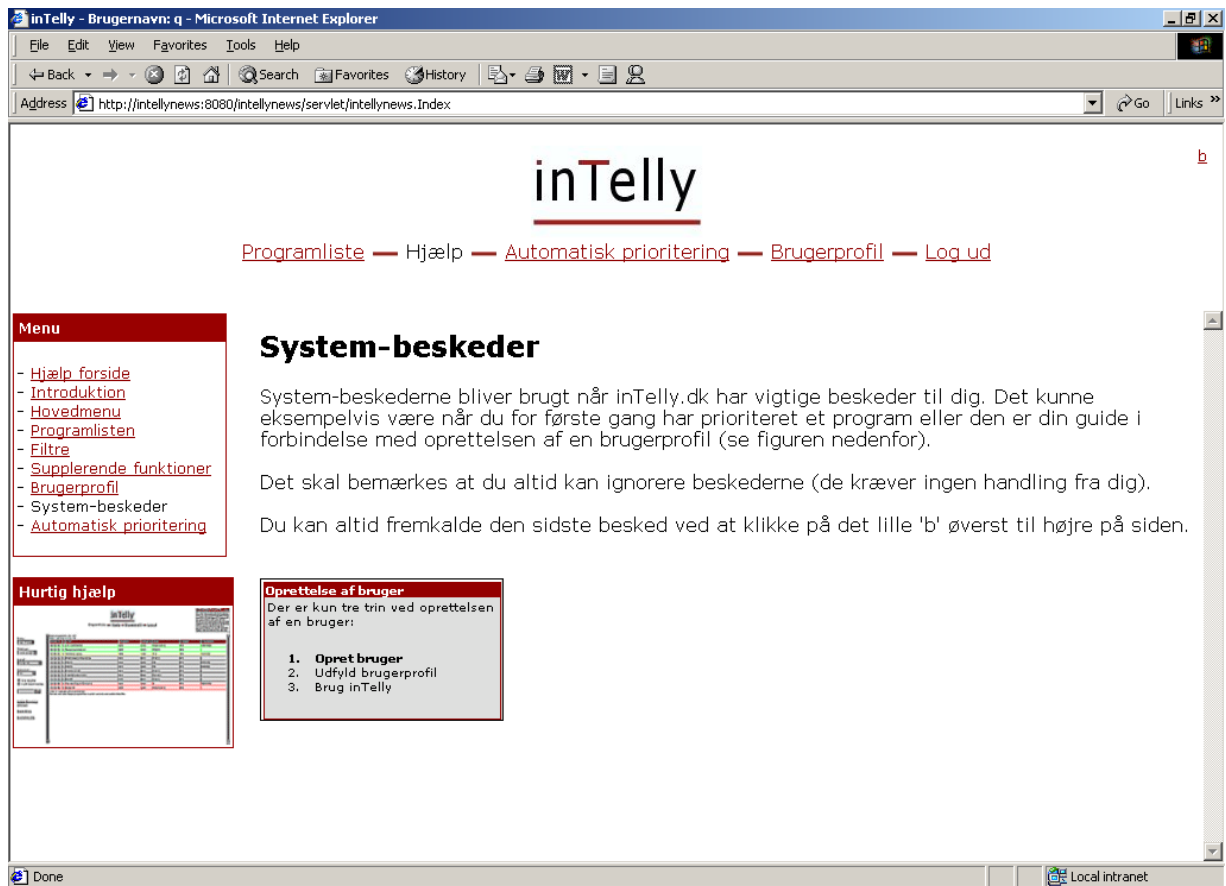 inTelly - Brugernavn: q - Microsoft Internet Explorer
File Edit View Favorites Tools Help
Back Search Favorites History
Address http://intellynews:8080/intellynews/servlet/intellynews.Index Go Links »
b
inTelly
Programliste — Hjælp — Automatisk prioritering — Brugerprofil — Log ud
Menu
- Hjælp forside
- Introduktion
- Hovedmenu
- Programlisten
- Filtre
- Supplerende funktioner
- Brugerprofil
- System-beskeder
- Automatisk prioritering
Hurtig hjælp
inTelly
System-beskeder
System-beskederne bliver brugt når inTelly.dk har vigtige beskeder til dig. Det kunne
eksempelvis være når du for første gang har prioriteret et program eller den er din guide i
forbindelse med oprettelsen af en brugerprofil (se figuren nedenfor).
Det skal bemærkes at du altid kan ignorere beskederne (de kræver ingen handling fra dig).
Du kan altid fremkalde den sidste besked ved at klikke på det lille 'b' øverst til højre på siden.
Oprettelse af bruger
Der er kun tre trin ved oprettelsen
af en bruger:
1. Opret bruger
2. Udfyld brugerprofil
3. Brug inTelly
Done
Local intranet